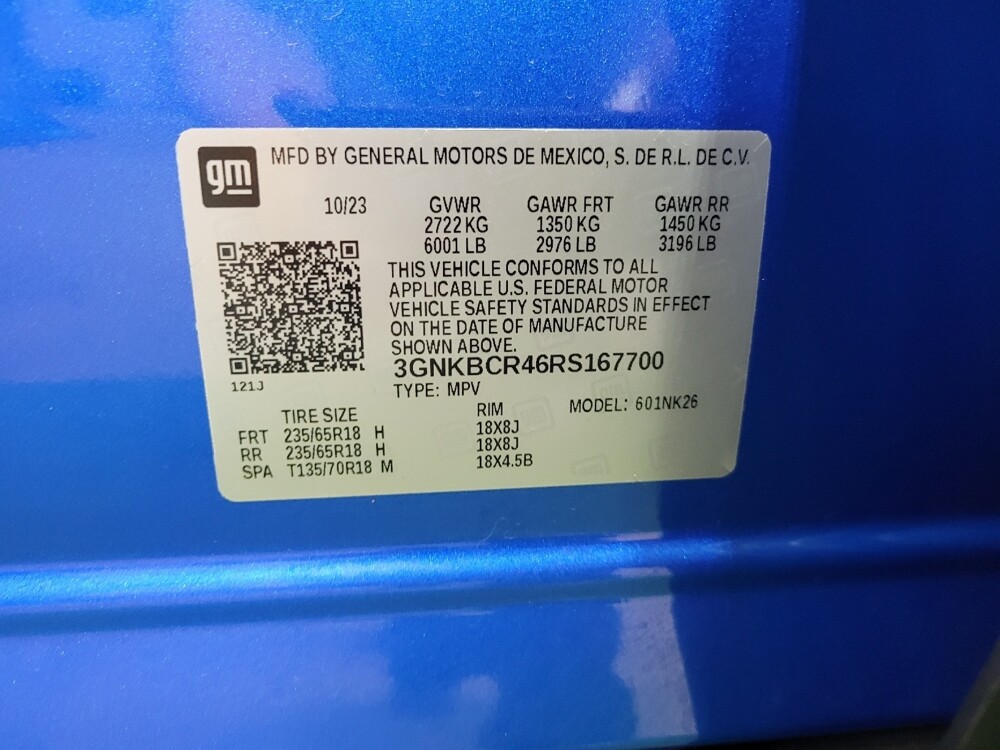 gm
MFD BY GENERAL MOTORS DE MEXICO, S. DE R.L. DE C.V.
10/23 GVWR GAWR FRT GAWR RR
2722 KG 1350 KG 1450 KG
6001 LB 2976 LB 3196 LB
THIS VEHICLE CONFORMS TO ALL
APPLICABLE U.S. FEDERAL MOTOR
VEHICLE SAFETY STANDARDS IN EFFECT
ON THE DATE OF MANUFACTURE
SHOWN ABOVE.
3GNKBCR46RS167700
121J
TYPE: MPV
MODEL: 601NK26
TIRE SIZE RIM
FRT 235/65R18 H 18X8J
RR 235/65R18 H 18X8J
SPA T135/70R18 M 18X4.5B